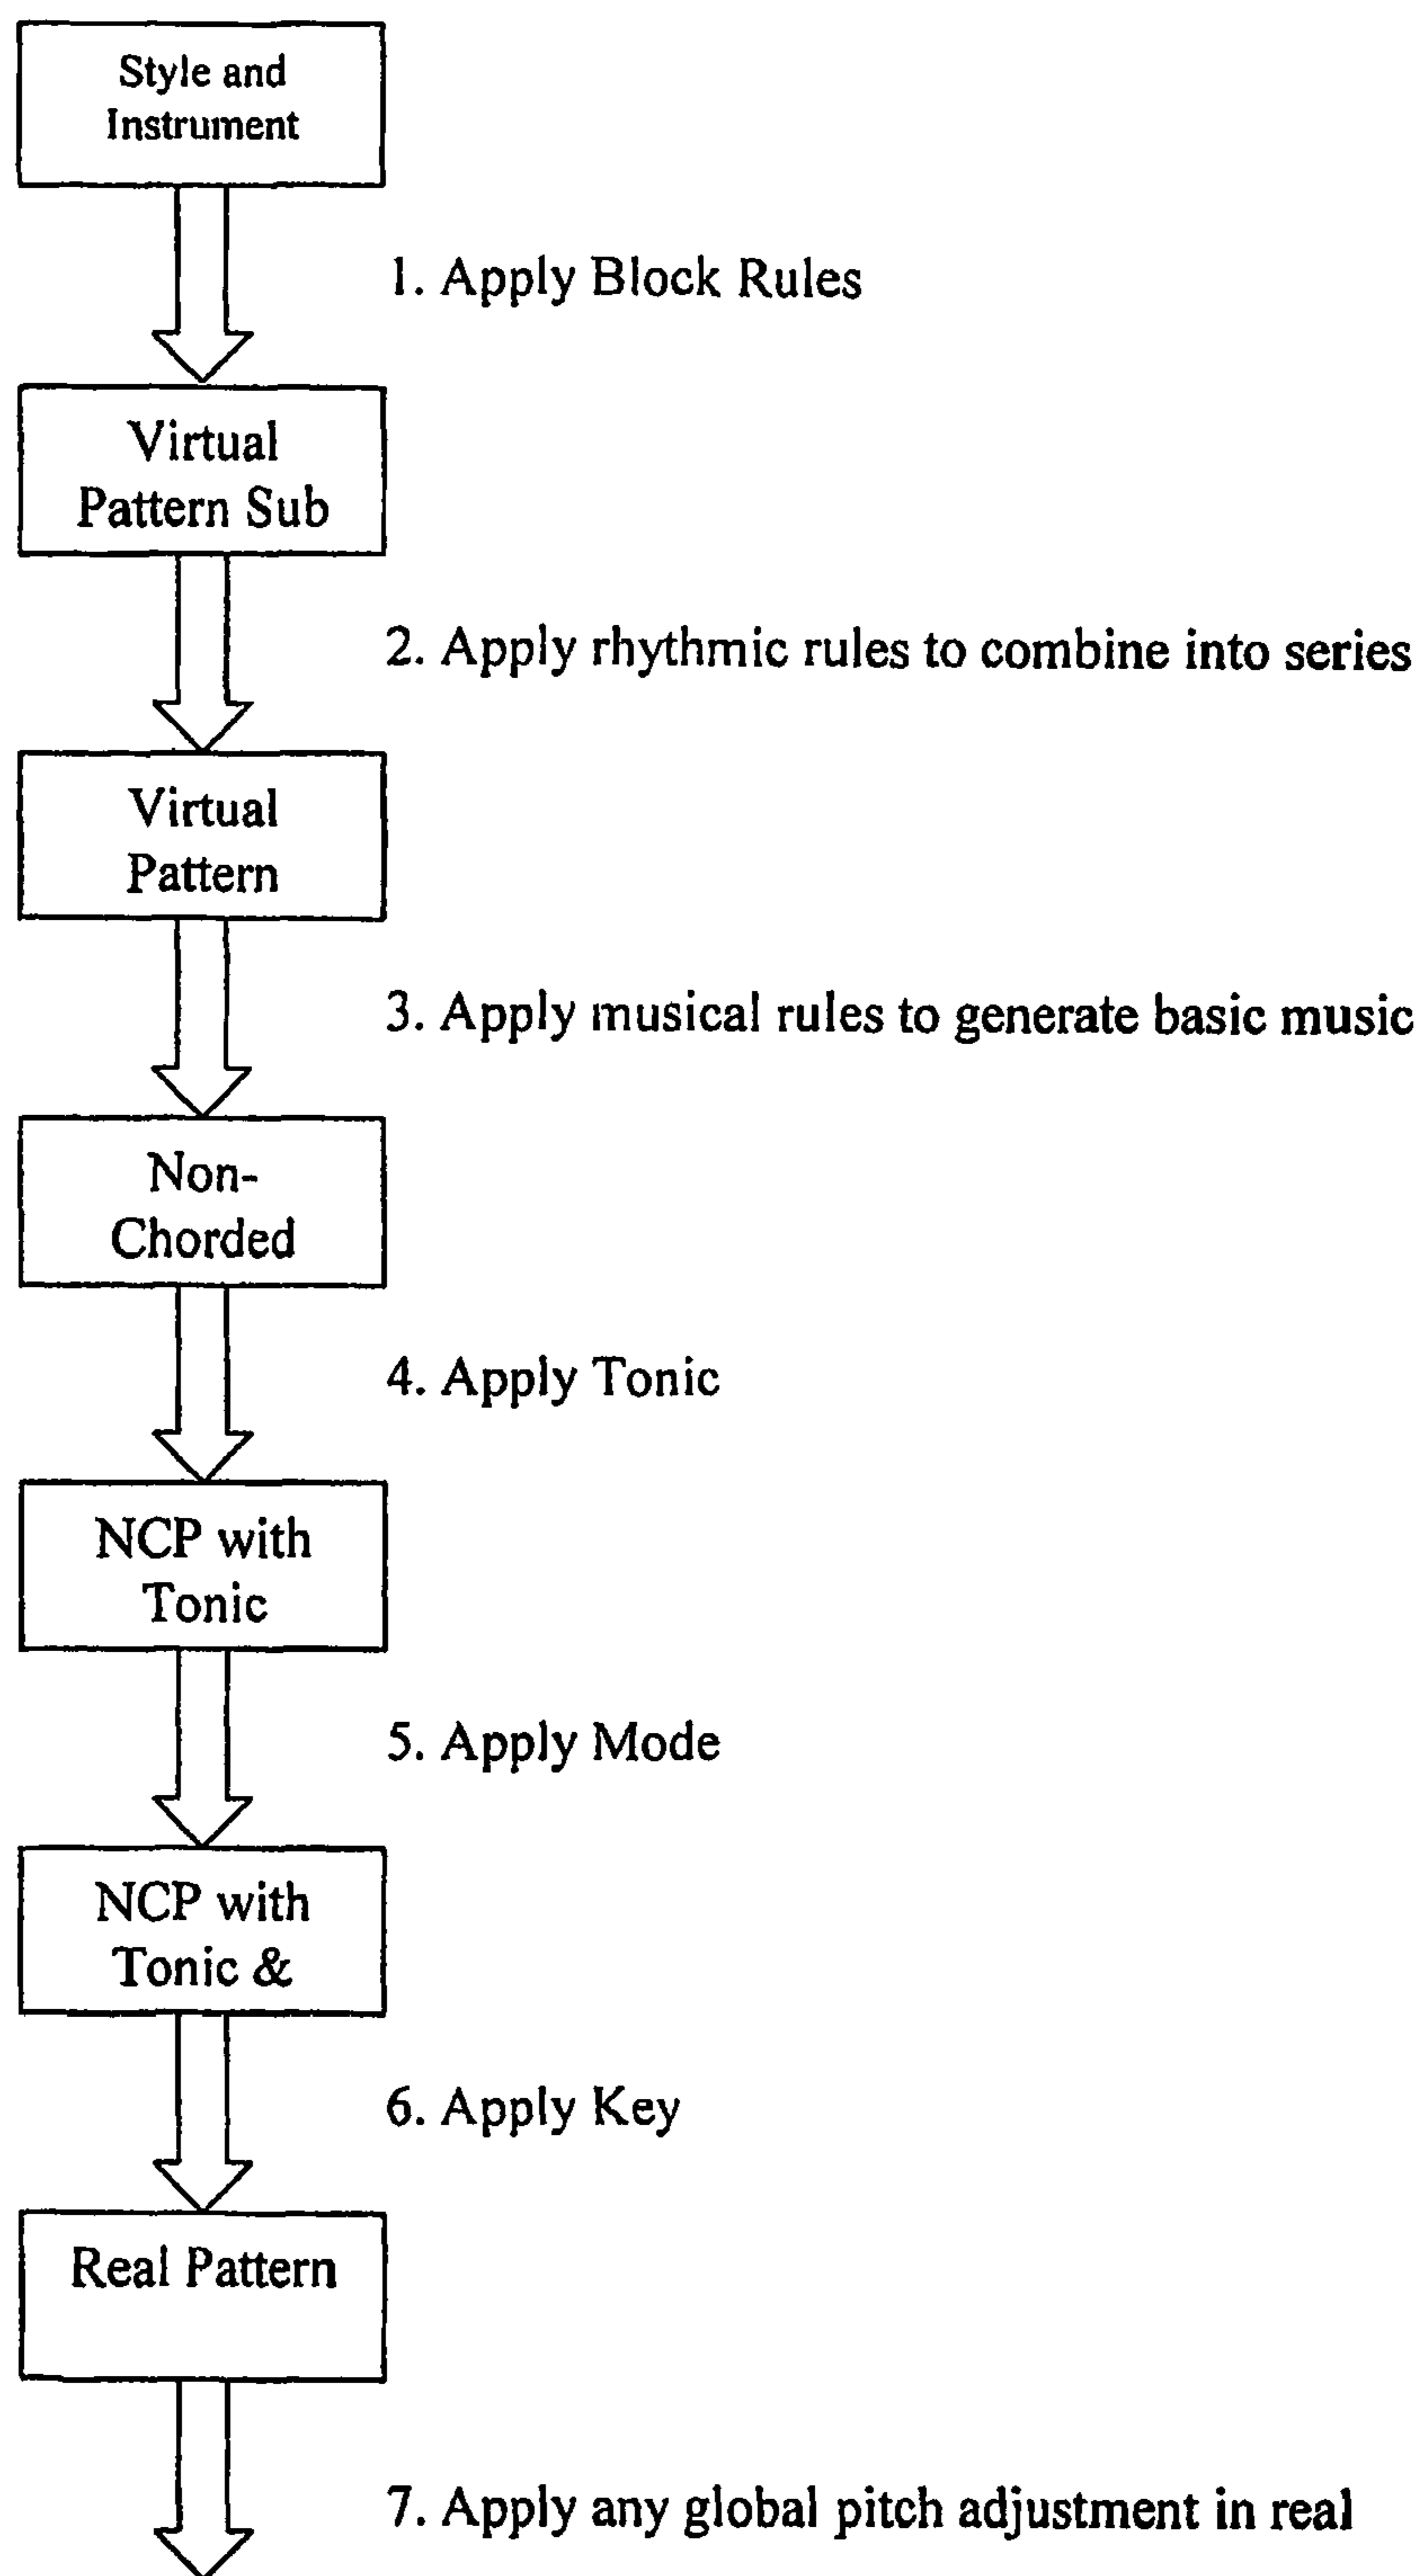 Style and
Instrument
1. Apply Block Rules
Virtual
Pattern Sub
2. Apply rhythmic rules to combine into series
Virtual
Pattern
3. Apply musical rules to generate basic music
Non-
Chorded
4. Apply Tonic
NCP with
Tonic
5. Apply Mode
NCP with
Tonic &
6. Apply Key
Real Pattern
7. Apply any global pitch adjustment in real